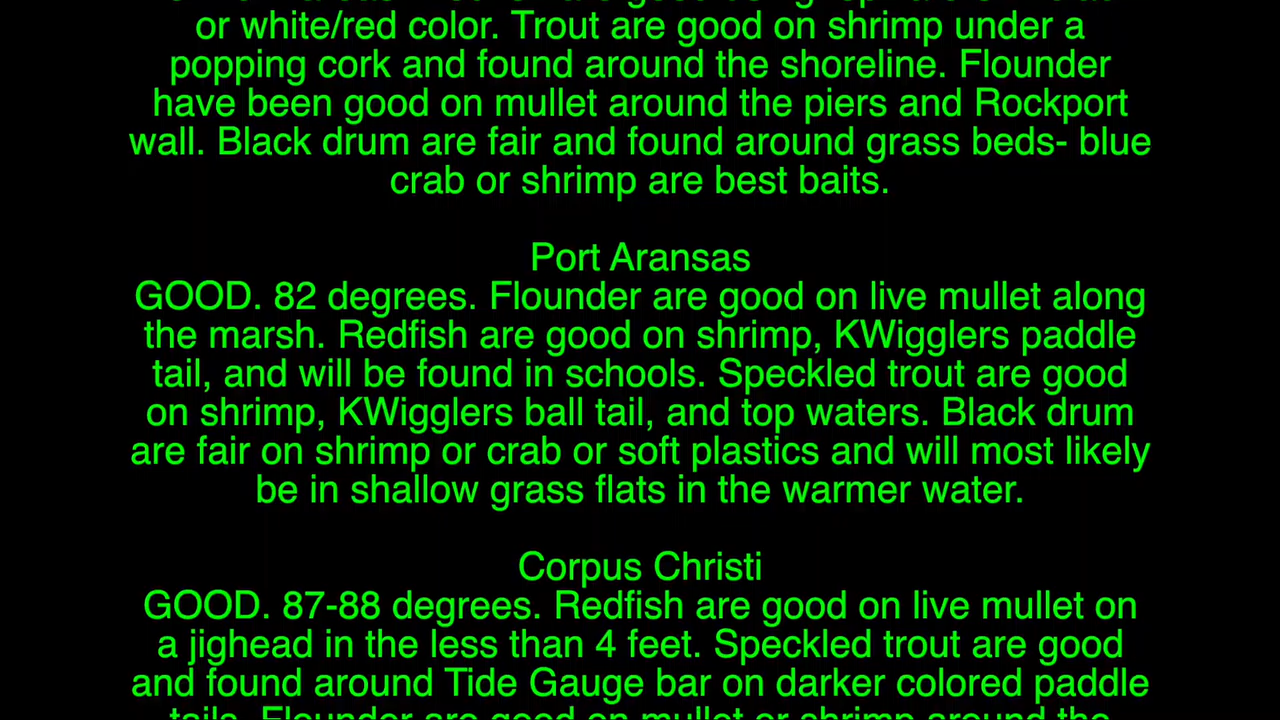 or white/red color. Trout are good on shrimp under a
popping cork and found around the shoreline. Flounder
have been good on mullet around the piers and Rockport
wall. Black drum are fair and found around grass beds- blue
crab or shrimp are best baits.
Port Aransas
GOOD. 82 degrees. Flounder are good on live mullet along
the marsh. Redfish are good on shrimp, KWigglers paddle
tail, and will be found in schools. Speckled trout are good
on shrimp, KWigglers ball tail, and top waters. Black drum
are fair on shrimp or crab or soft plastics and will most likely
be in shallow grass flats in the warmer water.
Corpus Christi
GOOD. 87-88 degrees. Redfish are good on live mullet on
a jighead in the less than 4 feet. Speckled trout are good
and found around Tide Gauge bar on darker colored paddle
tails. Flounder are good on mullet or shrimp around the